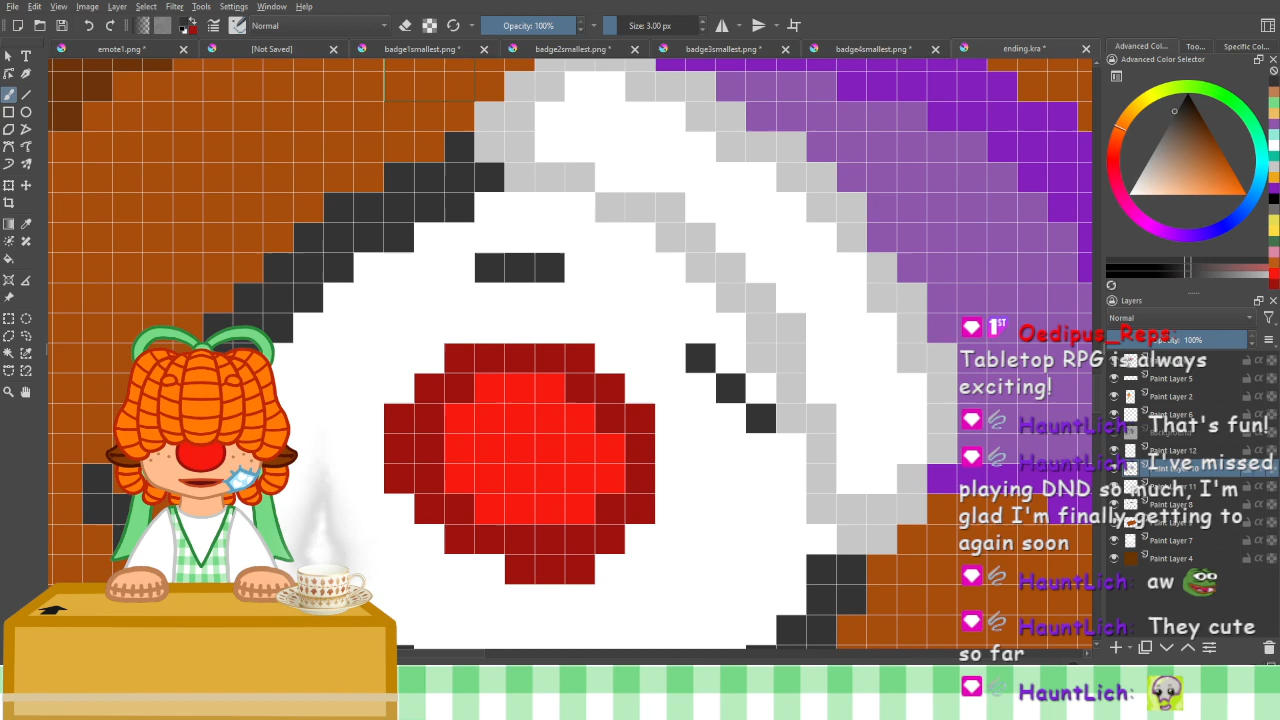 File Edit View Image Layer Select Filter Tools Settings Window Help
Normal Opacity: 100% Size: 3.00 px
emote1.png * [Not Saved] badge1smallest.png * badge2smallest.png * badge3smallest.png * badge4smallest.png * ending.kra *
Advanced Col... Too... Specific Col...
Advanced Color Selector
Layers
Normal
Opacity: 100%
Paint Layer 5
Paint Layer 2
Paint Layer 6
Background
Paint Layer 12
Paint Layer 10
Paint Layer 7
Paint Layer 4
1ST Oedipus_Reps:
Tabletop RPG is always
exciting!
HauntLich: That's fun!
HauntLich: I've missed
playing DND so much, I'm
glad I'm finally getting to
again soon
HauntLich: aw
HauntLich: They cute
so far
HauntLich: